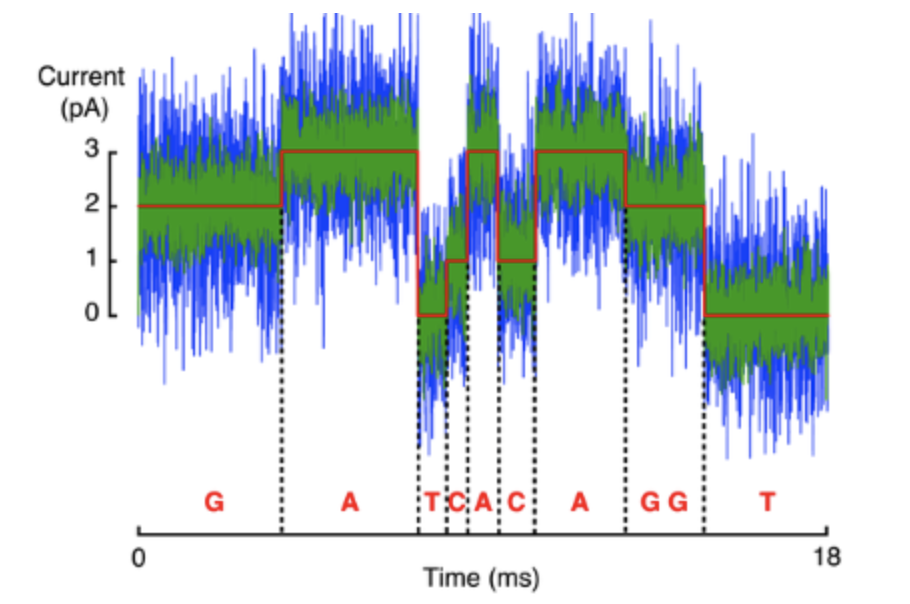 Current
(pA)
3
2
1
0
G A T C A C A G G T
0 18
Time (ms)